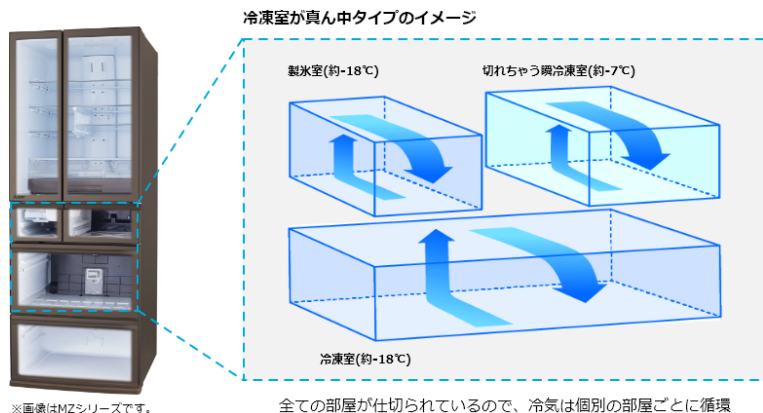 冷凍室が真ん中タイプのイメージ
製氷室(約-18℃)
切れちゃう瞬冷凍室(約-7℃)
冷凍室(約-18℃)
※画像はMZシリーズです。
全ての部屋が仕切られているので、冷気は個別の部屋ごとに循環